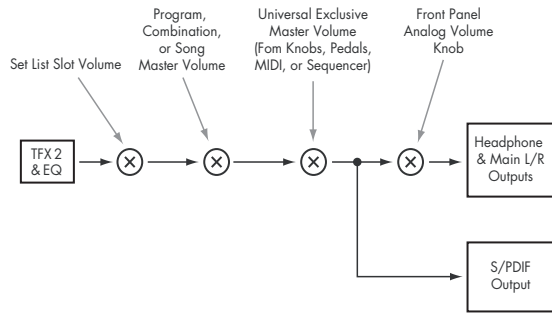 Set List Slot Volume
Program,
Combination,
or Song
Master Volume
Universal Exclusive
Master Volume
(Fom Knobs, Pedals,
MIDI, or Sequencer)
Front Panel
Analog Volume
Knob
TFX 2
& EQ
Headphone
& Main L/R
Outputs
S/PDIF
Output